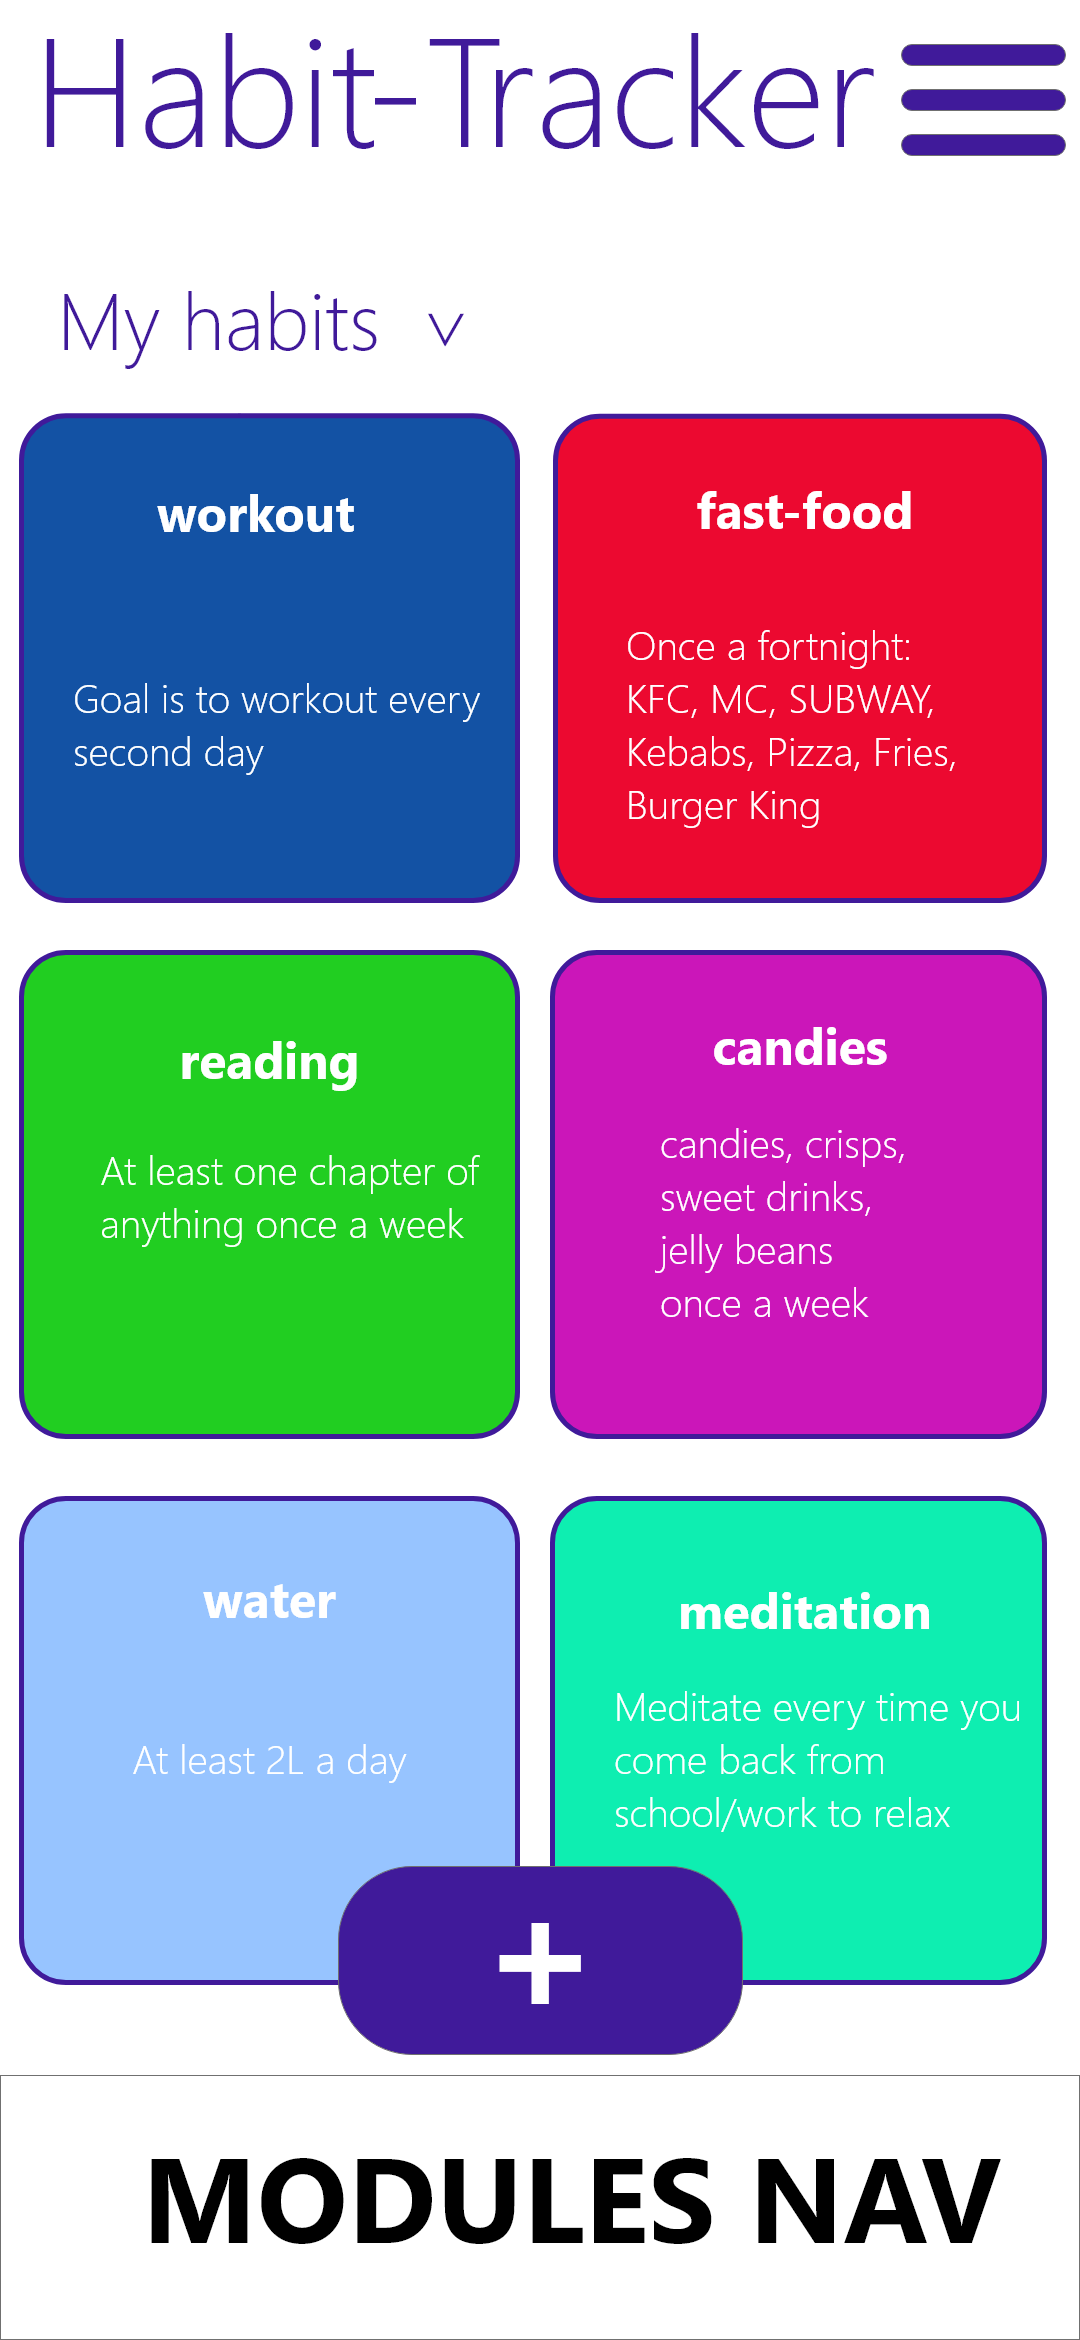 Habit-Tracker
My habits
workout
Goal is to workout every
second day
fast-food
Once a fortnight:
KFC, MC, SUBWAY,
Kebabs, Pizza, Fries,
Burger King
reading
At least one chapter of
anything once a week
candies
candies, crisps,
sweet drinks,
jelly beans
once a week
water
At least 2L a day
meditation
Meditate every time you
come back from
school/work to relax
+
MODULES NAV